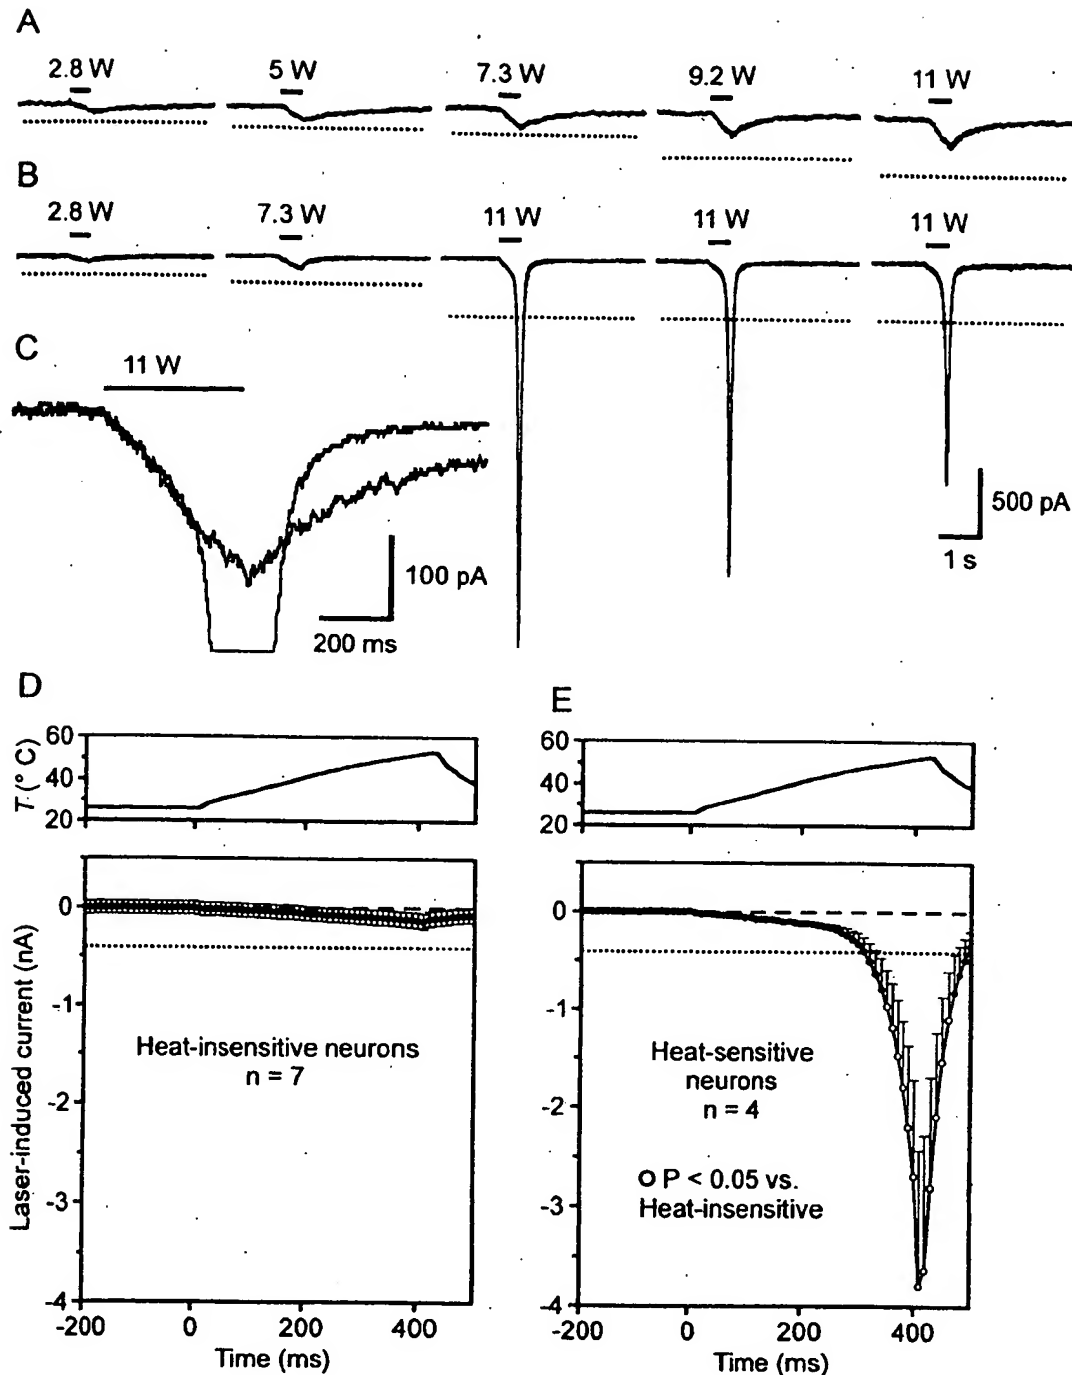 A
2.8 W 5 W 7.3 W 9.2 W 11 W
B
2.8 W 7.3 W 11 W 11 W 11 W
C
11 W
500 pA
1 s
100 pA
200 ms
D
E
60
40
20
T (° C)
60
40
20
0
-1
-2
-3
-4
Laser-induced current (nA)
Heat-insensitive neurons
n = 7
-200 0 200 400
Time (ms)
0
-1
-2
-3
-4
Heat-sensitive
neurons
n = 4
P < 0.05 vs.
Heat-insensitive
-200 0 200 400
Time (ms)